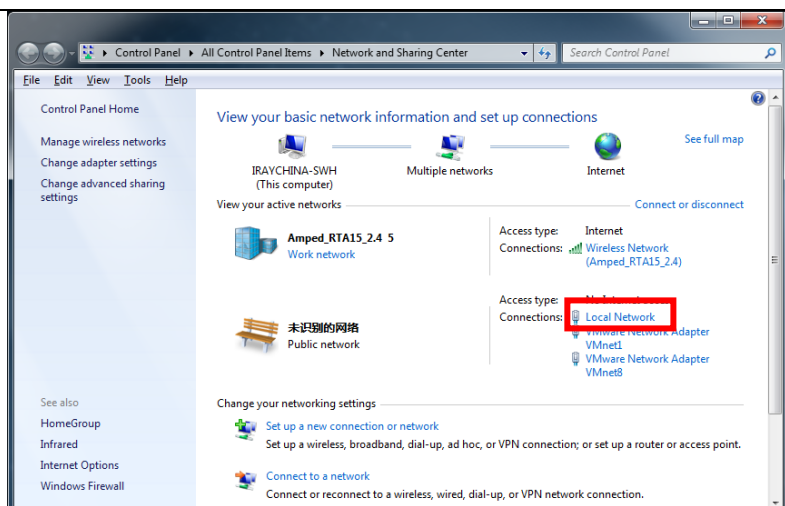 Control Panel ▸ All Control Panel Items ▸ Network and Sharing Center
Search Control Panel
File Edit View Tools Help
Control Panel Home
Manage wireless networks
Change adapter settings
Change advanced sharing
settings
See also
HomeGroup
Infrared
Internet Options
Windows Firewall
View your basic network information and set up connections
See full map
IRAYCHINA-SWH
(This computer)
Multiple networks
Internet
View your active networks
Connect or disconnect
Amped_RTA15_2.4 5
Work network
Access type: Internet
Connections: Wireless Network
(Amped_RTA15_2.4)
未识别的网络
Public network
Access type:
Connections: Local Network
VMware Network Adapter
VMnet1
VMware Network Adapter
VMnet8
Change your networking settings
Set up a new connection or network
Set up a wireless, broadband, dial-up, ad hoc, or VPN connection; or set up a router or access point.
Connect to a network
Connect or reconnect to a wireless, wired, dial-up, or VPN network connection.